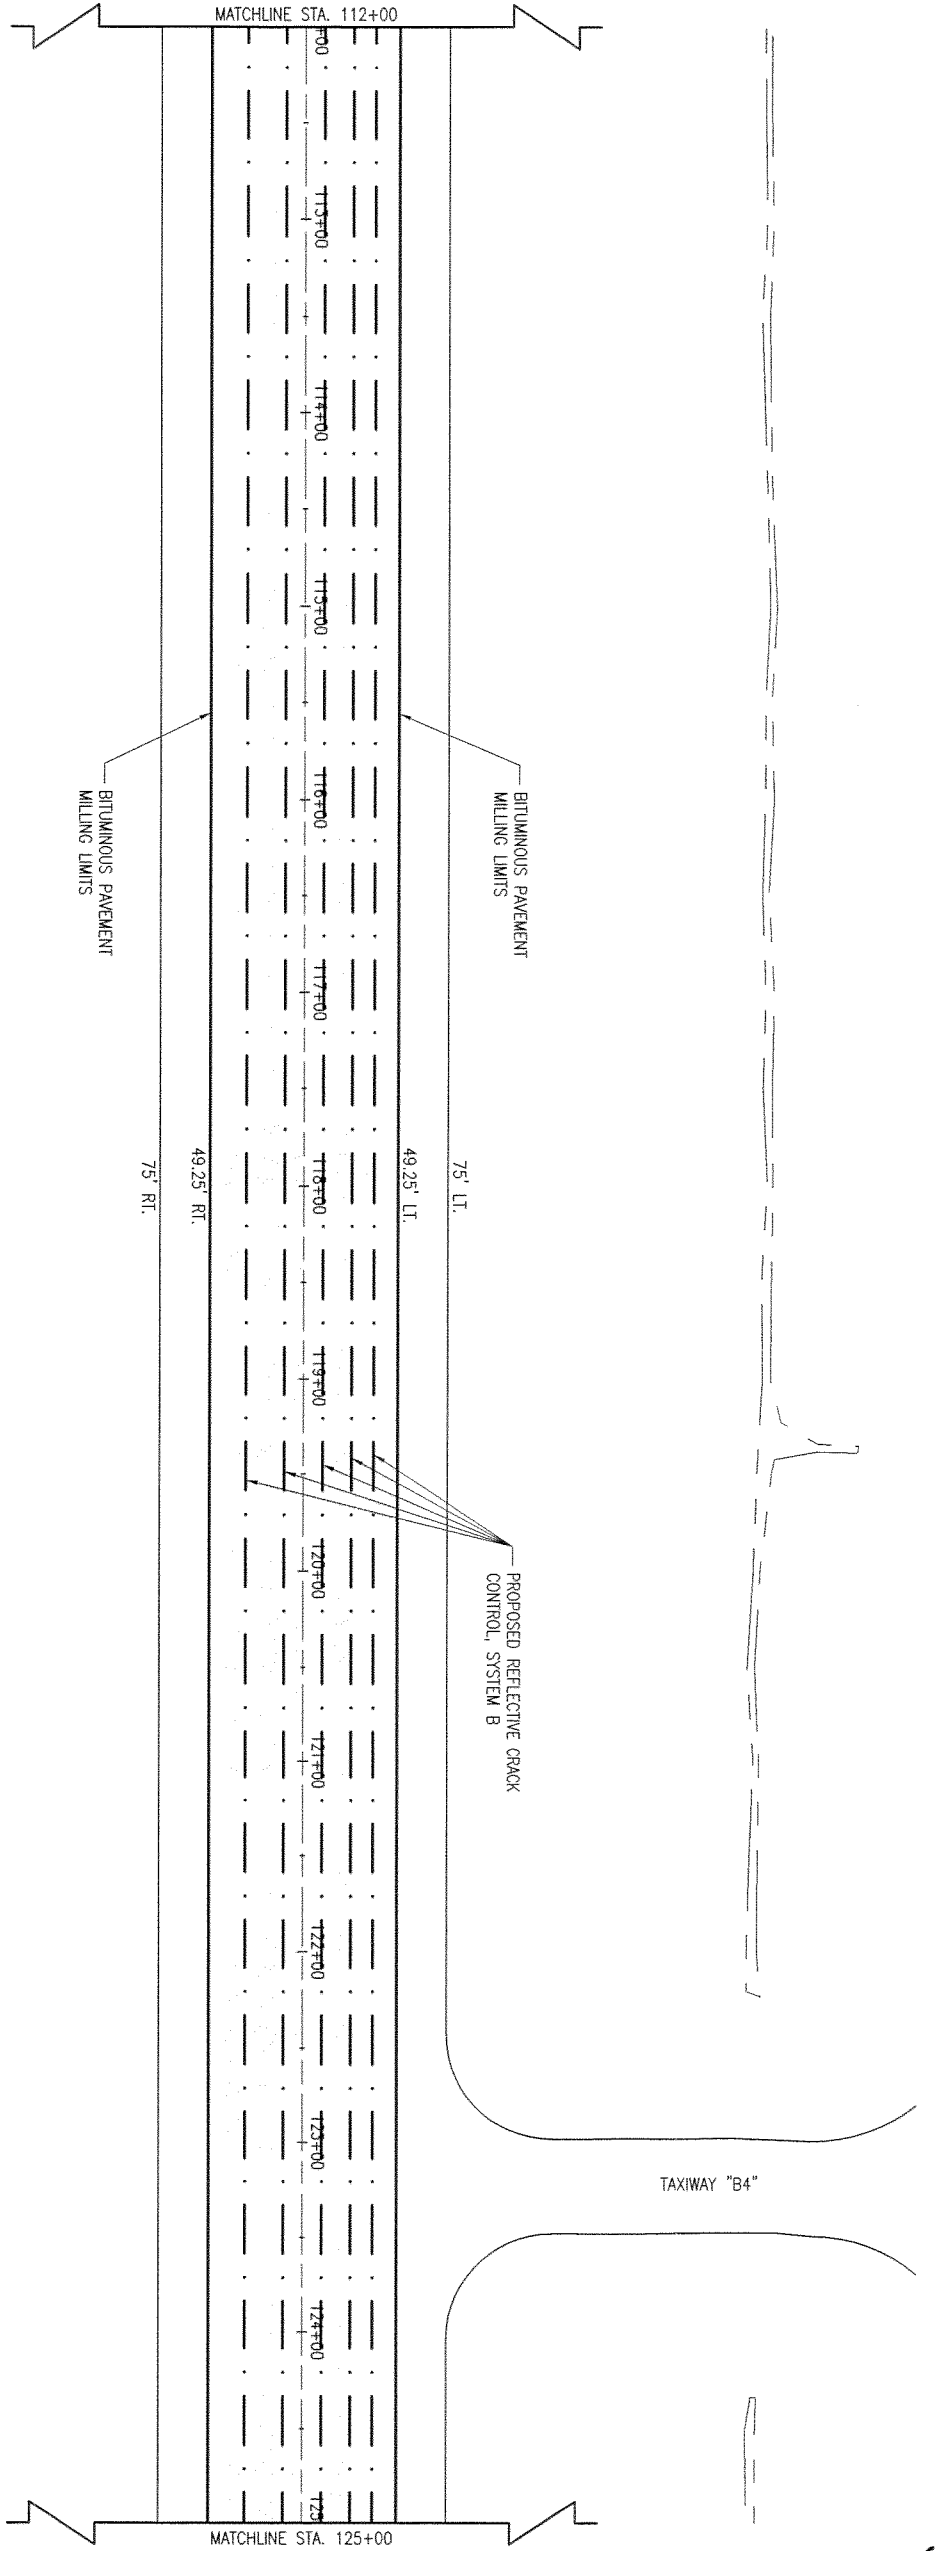 MATCHLINE STA. 112+00
+00
113+00
114+00
115+00
BITUMINOUS PAVEMENT
MILLING LIMITS
BITUMINOUS PAVEMENT
MILLING LIMITS
116+00
117+00
75' RT.
49.25' RT.
118+00
49.25' LT.
75' LT.
119+00
PROPOSED REFLECTIVE CRACK
CONTROL, SYSTEM B
120+00
121+00
122+00
123+00
TAXIWAY "B4"
124+00
125
MATCHLINE STA. 125+00